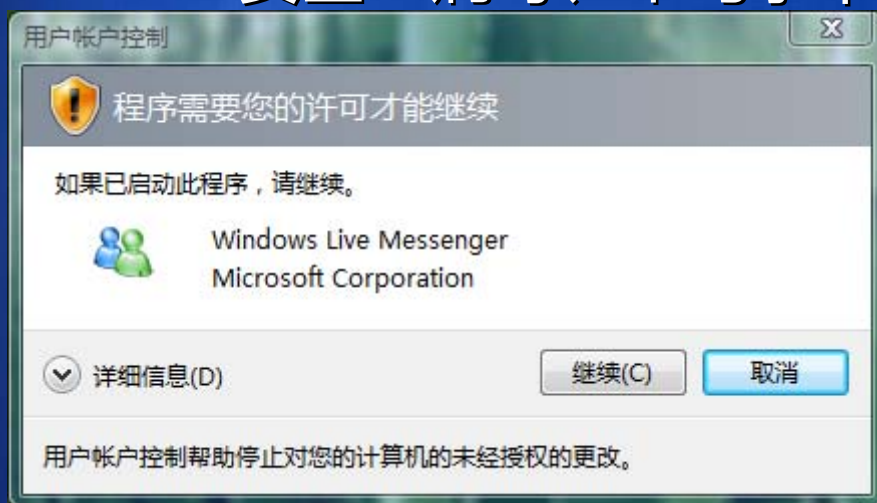 用户帐户控制
程序需要您的许可才能继续
如果已启动此程序，请继续。
Windows Live Messenger
Microsoft Corporation
详细信息(D)
继续(C)
取消
用户帐户控制帮助停止对您的计算机的未经授权的更改。